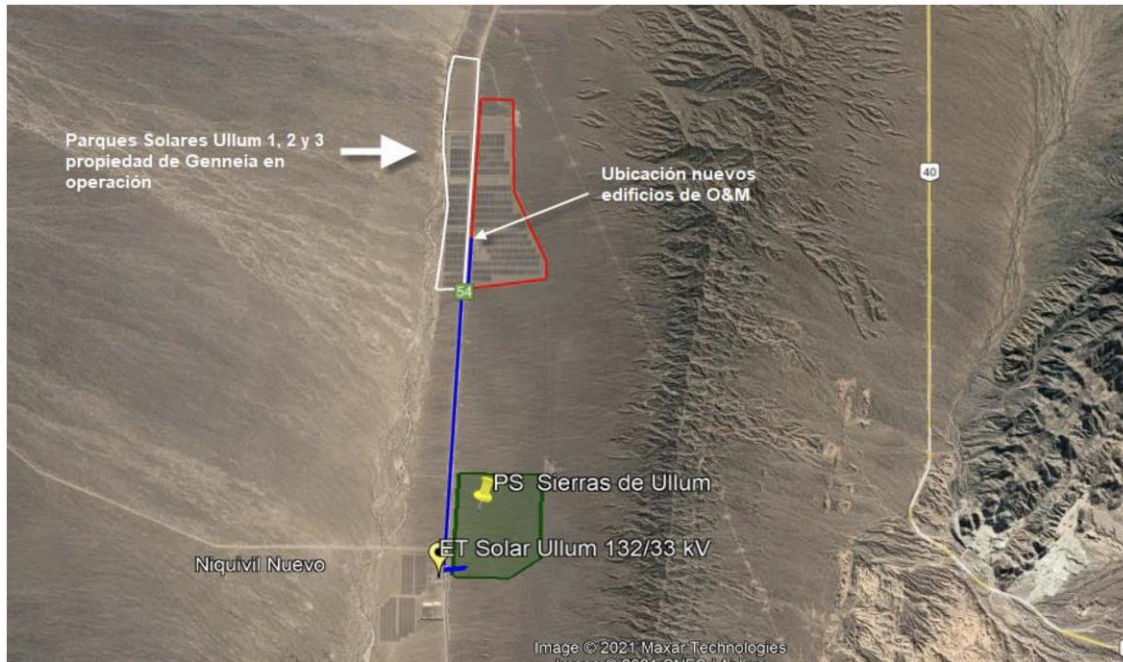 Parques Solares Ullum 1, 2 y 3
propiedad de Genneia en
operación
Ubicación nuevos
edificios de O&M
40
54
PS Sierras de Ullum
ET Solar Ullum 132/33 kV
Niquivil Nuevo
Image © 2021 Maxar Technologies